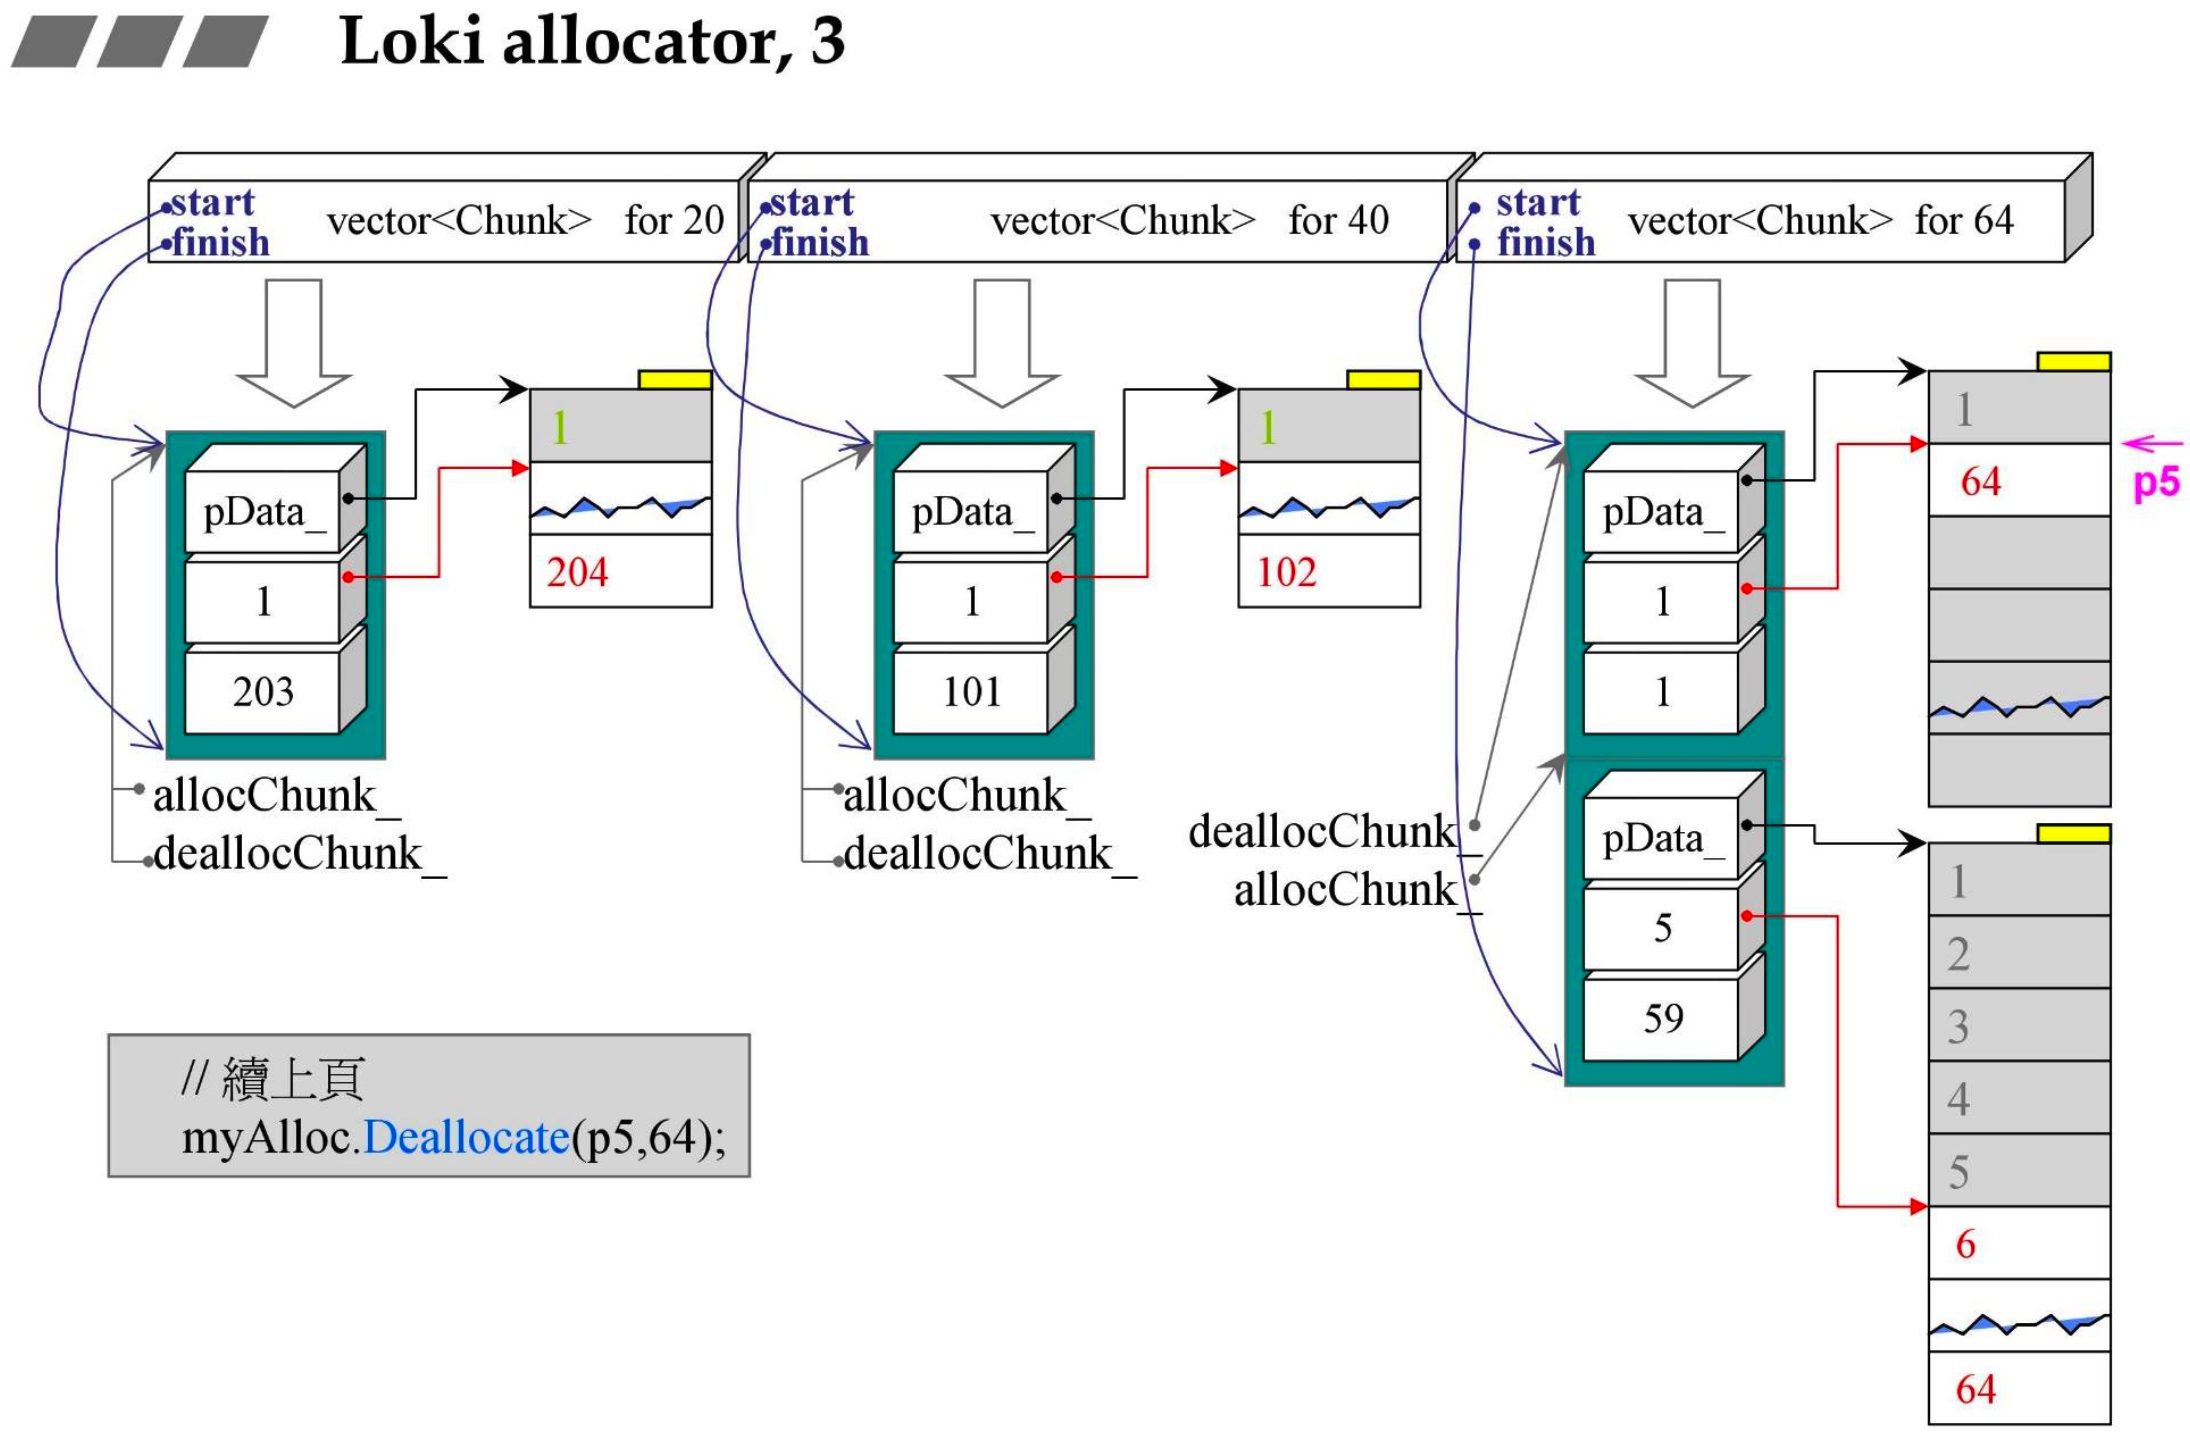 Loki allocator, 3
start
finish
vector<Chunk> for 20
start
finish
vector<Chunk> for 40
start
finish
vector<Chunk> for 64
pData_
1
203
1
204
allocChunk_
deallocChunk_
pData_
1
101
1
102
allocChunk_
deallocChunk_
pData_
1
1
1
64
p5
deallocChunk_
allocChunk_
pData_
5
59
1
2
3
4
5
6
64
// 續上頁
myAlloc.Deallocate(p5,64);